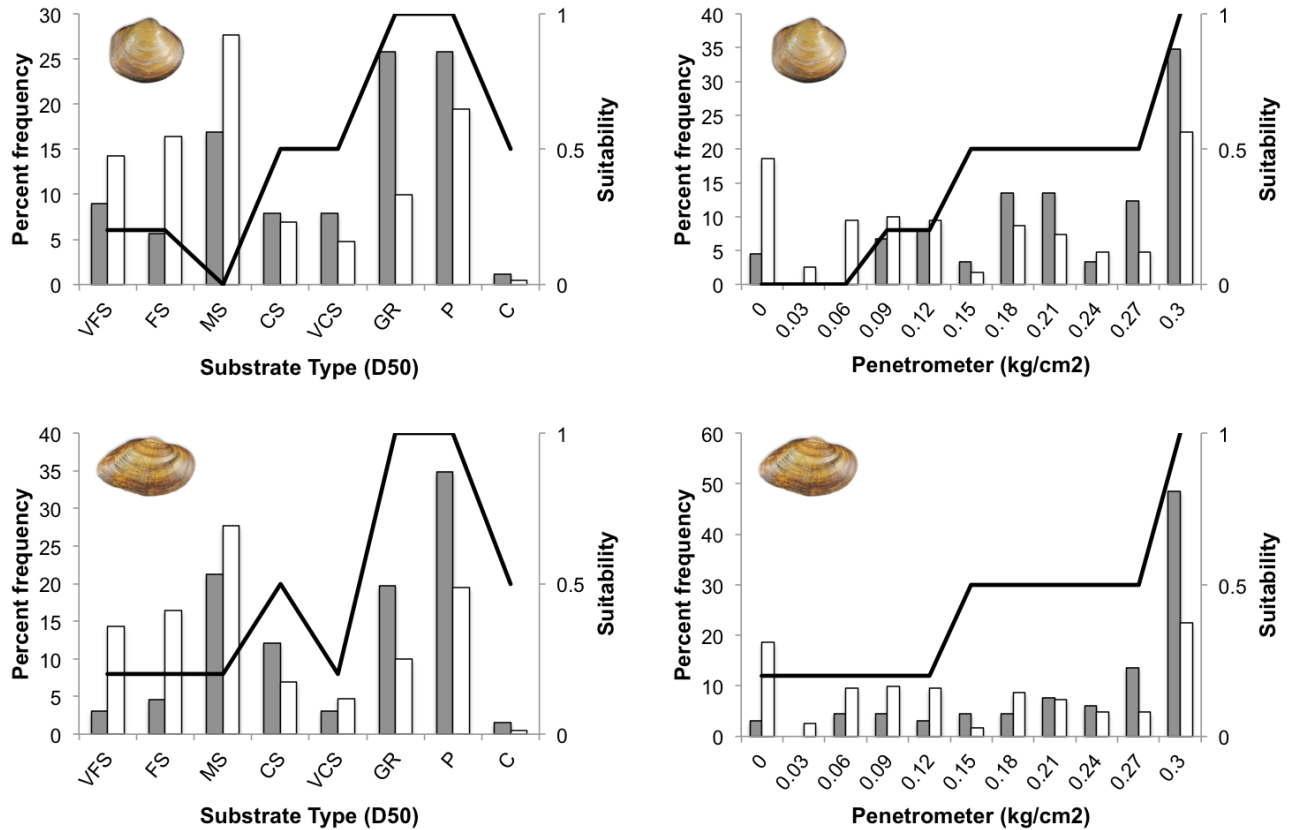 30
25
20
15
10
5
0
Percent frequency
1
0.5
0
Suitability
VFS FS MS CS VCS GR P C
Substrate Type (D50)
40
35
30
25
20
15
10
5
0
Percent frequency
1
0.5
0
Suitability
0 0.03 0.06 0.09 0.12 0.15 0.18 0.21 0.24 0.27 0.3
Penetrometer (kg/cm2)
40
35
30
25
20
15
10
5
0
Percent frequency
1
0.5
0
Suitability
VFS FS MS CS VCS GR P C
Substrate Type (D50)
60
50
40
30
20
10
0
Percent frequency
1
0.5
0
Suitability
0 0.03 0.06 0.09 0.12 0.15 0.18 0.21 0.24 0.27 0.3
Penetrometer (kg/cm2)